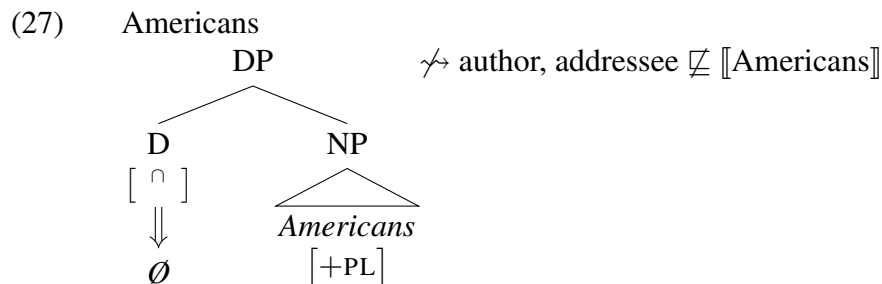 (27) Americans
DP ↝̸ author, addressee ⋢ ⟦Americans⟧
D NP
[ ∩ ]
⇓ Americans
Ø [+PL]